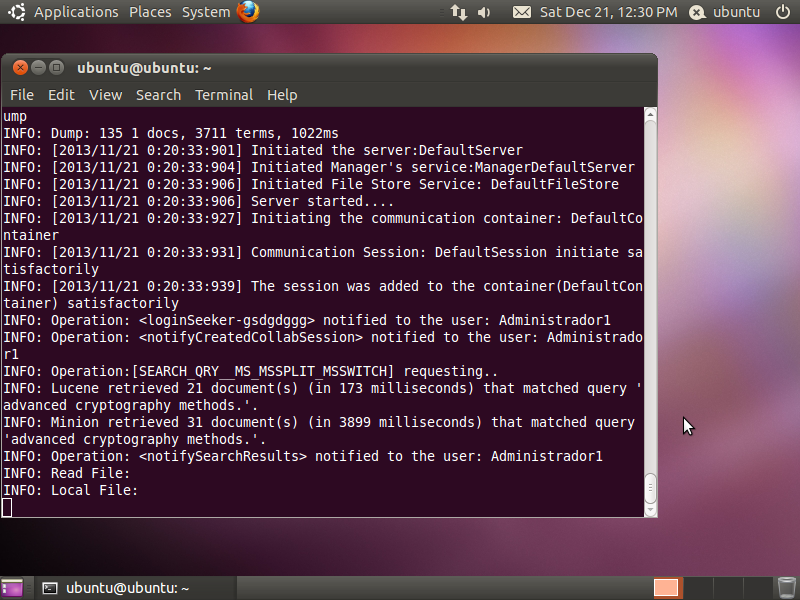 Applications Places System Sat Dec 21, 12:30 PM ubuntu
ubuntu@ubuntu: ~
File Edit View Search Terminal Help
ump
INFO: Dump: 135 1 docs, 3711 terms, 1022ms
INFO: [2013/11/21 0:20:33:901] Initiated the server:DefaultServer
INFO: [2013/11/21 0:20:33:904] Initiated Manager's service:ManagerDefaultServer
INFO: [2013/11/21 0:20:33:906] Initiated File Store Service: DefaultFileStore
INFO: [2013/11/21 0:20:33:906] Server started....
INFO: [2013/11/21 0:20:33:927] Initiating the communication container: DefaultCo
ntainer
INFO: [2013/11/21 0:20:33:931] Communication Session: DefaultSession initiate sa
tisfactorily
INFO: [2013/11/21 0:20:33:939] The session was added to the container(DefaultCon
tainer) satisfactorily
INFO: Operation: <loginSeeker-gsdgdggg> notified to the user: Administrador1
INFO: Operation: <notifyCreatedCollabSession> notified to the user: Administrado
r1
INFO: Operation:[SEARCH_QRY__MS_MSSPLIT_MSSWITCH] requesting..
INFO: Lucene retrieved 21 document(s) (in 173 milliseconds) that matched query '
advanced cryptography methods.'.
INFO: Minion retrieved 31 document(s) (in 3899 milliseconds) that matched query
'advanced cryptography methods.'.
INFO: Operation: <notifySearchResults> notified to the user: Administrador1
INFO: Read File:
INFO: Local File:
ubuntu@ubuntu: ~